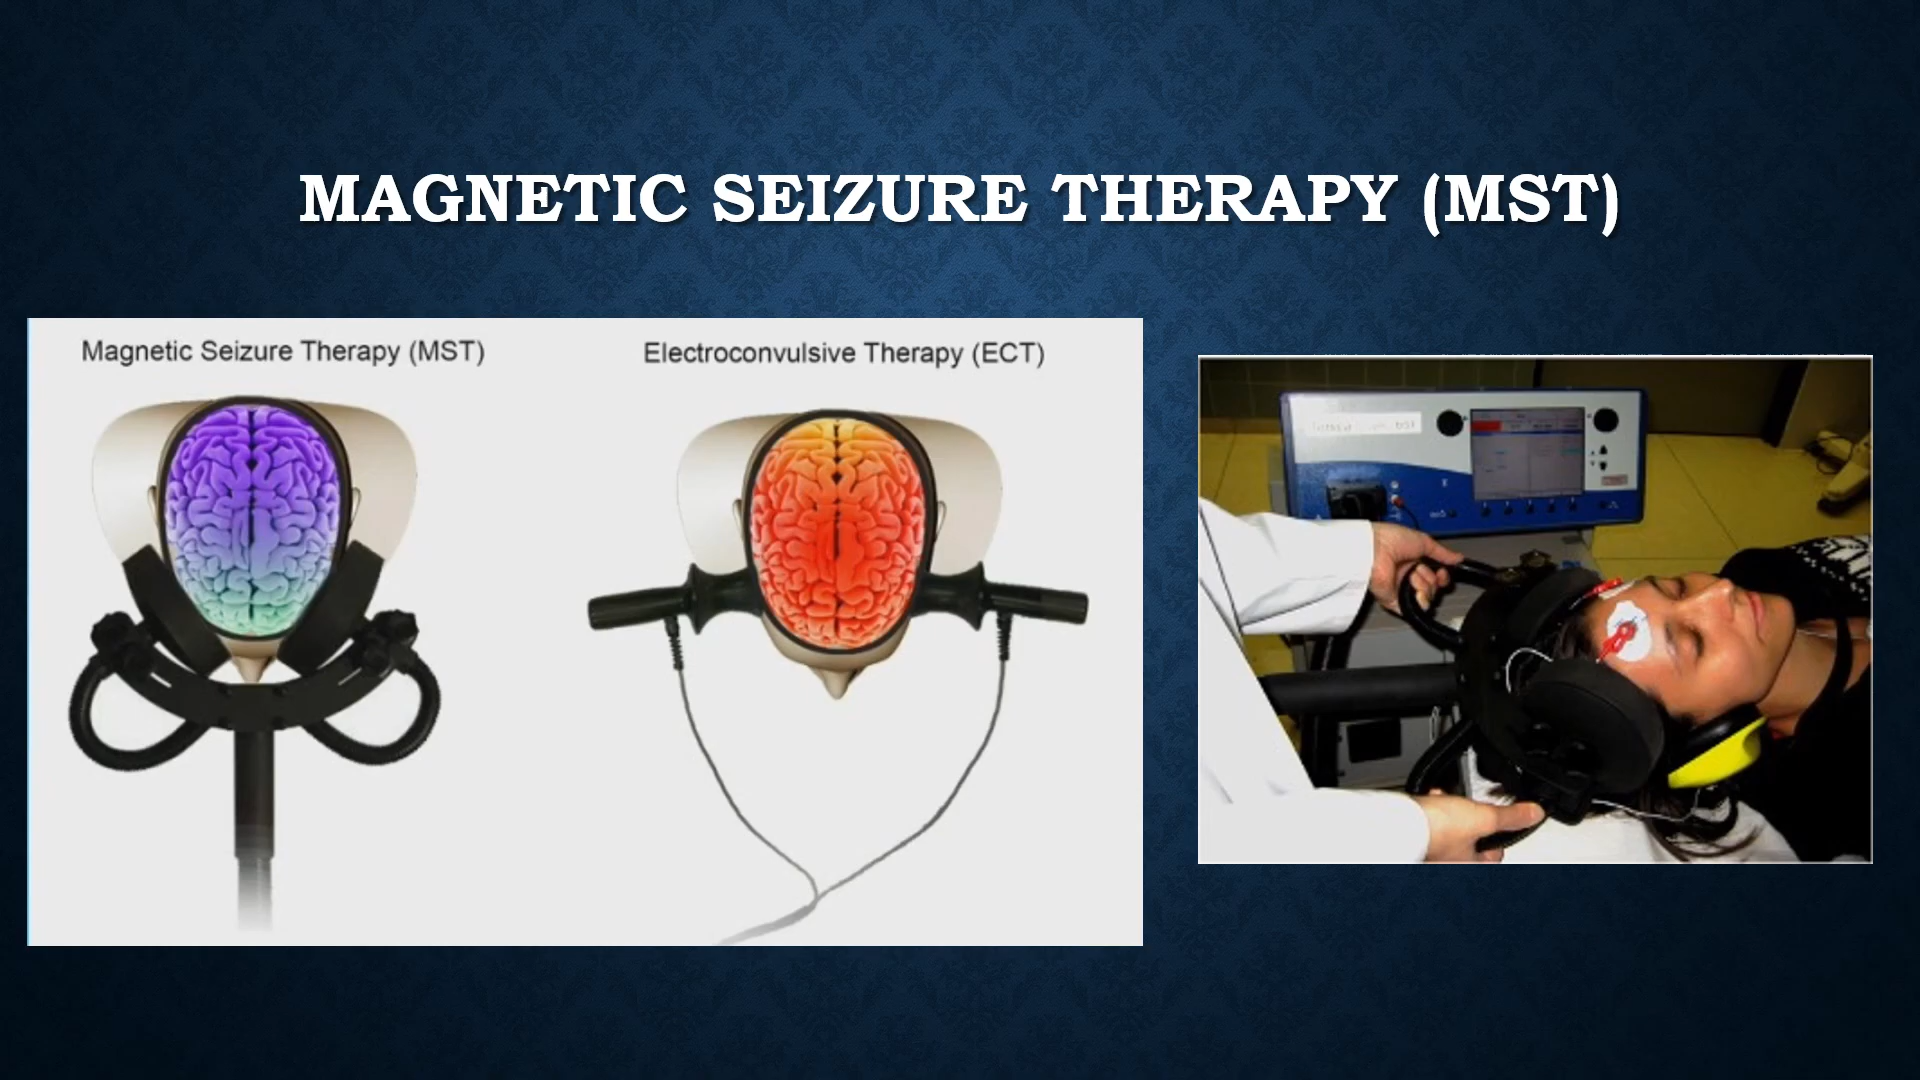 MAGNETIC SEIZURE THERAPY (MST)
Magnetic Seizure Therapy (MST)
Electroconvulsive Therapy (ECT)